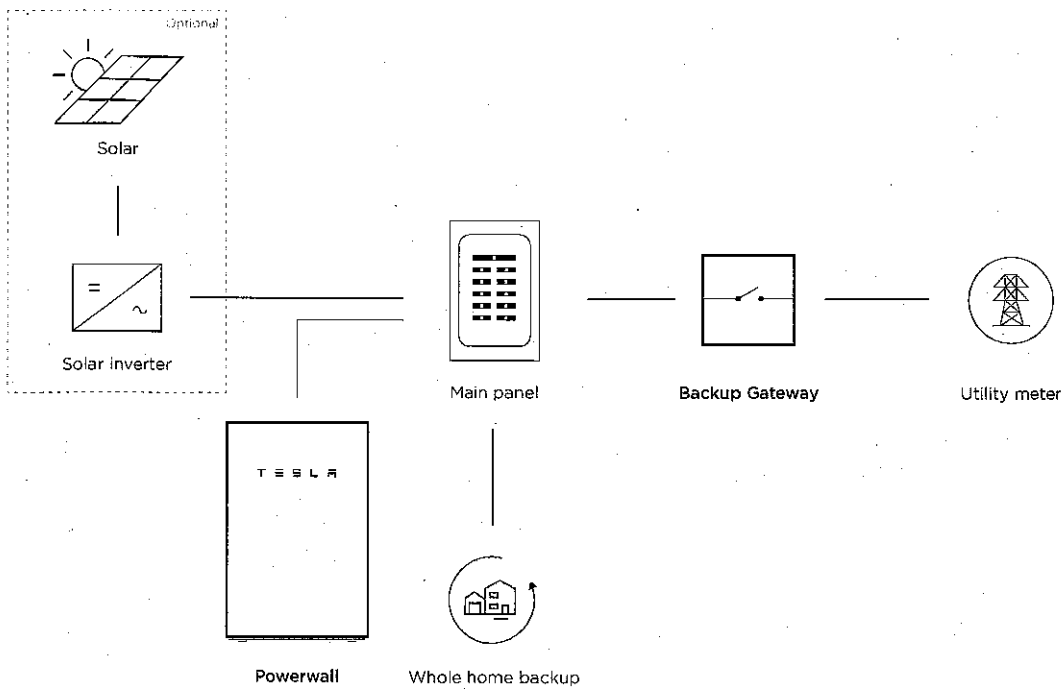 Optional
Solar
Solar inverter
Main panel
Backup Gateway
Utility meter
TESLA
Powerwall
Whole home backup